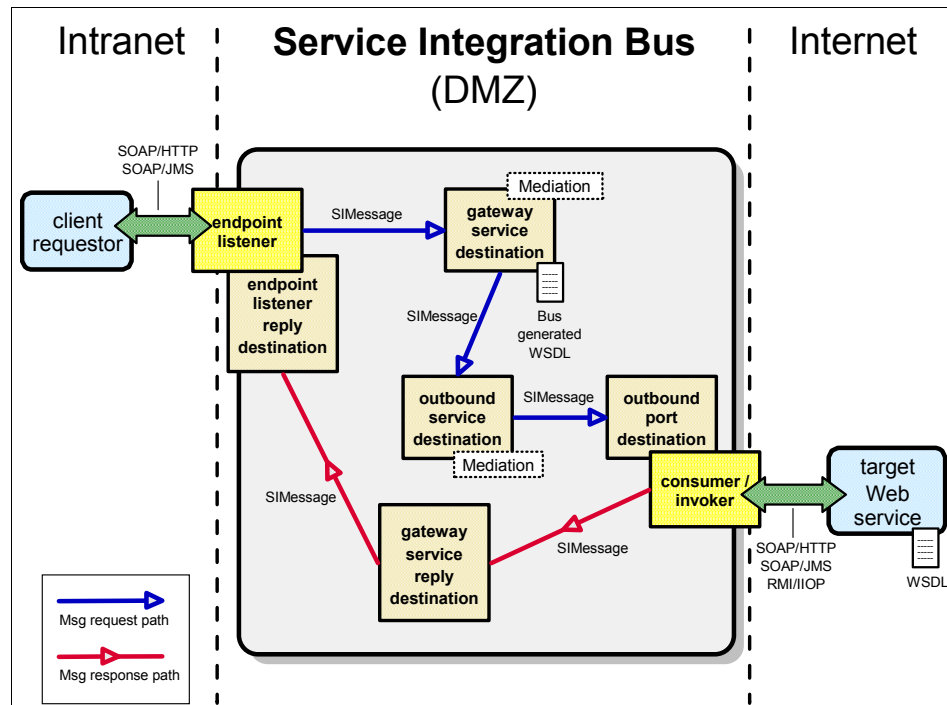 Intranet
Service Integration Bus
(DMZ)
Internet
SOAP/HTTP
SOAP/JMS
client
requestor
endpoint
listener
SIMessage
Mediation
gateway
service
destination
endpoint
listener
reply
destination
SIMessage
Bus
generated
WSDL
outbound
service
destination
Mediation
SIMessage
outbound
port
destination
consumer /
invoker
target
Web
service
WSDL
SOAP/HTTP
SOAP/JMS
RMI/IIOP
SIMessage
gateway
service
reply
destination
SIMessage
Msg request path
Msg response path